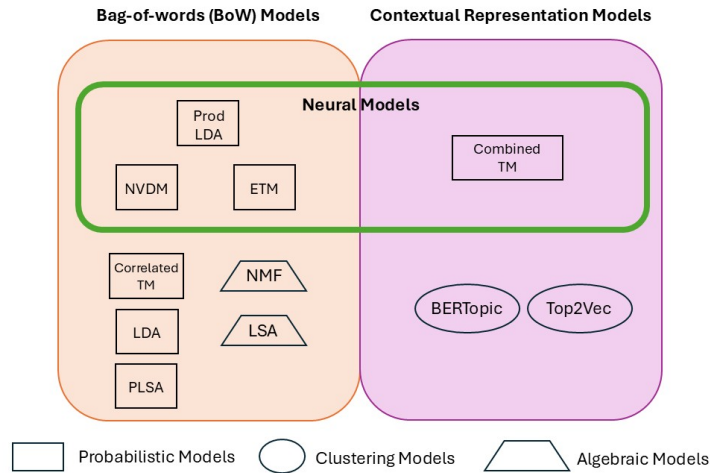 Bag-of-words (BoW) Models
Contextual Representation Models
Neural Models
Prod
LDA
NVDM
ETM
Combined
TM
Correlated
TM
NMF
LDA
LSA
PLSA
BERTopic
Top2Vec
Probabilistic Models
Clustering Models
Algebraic Models